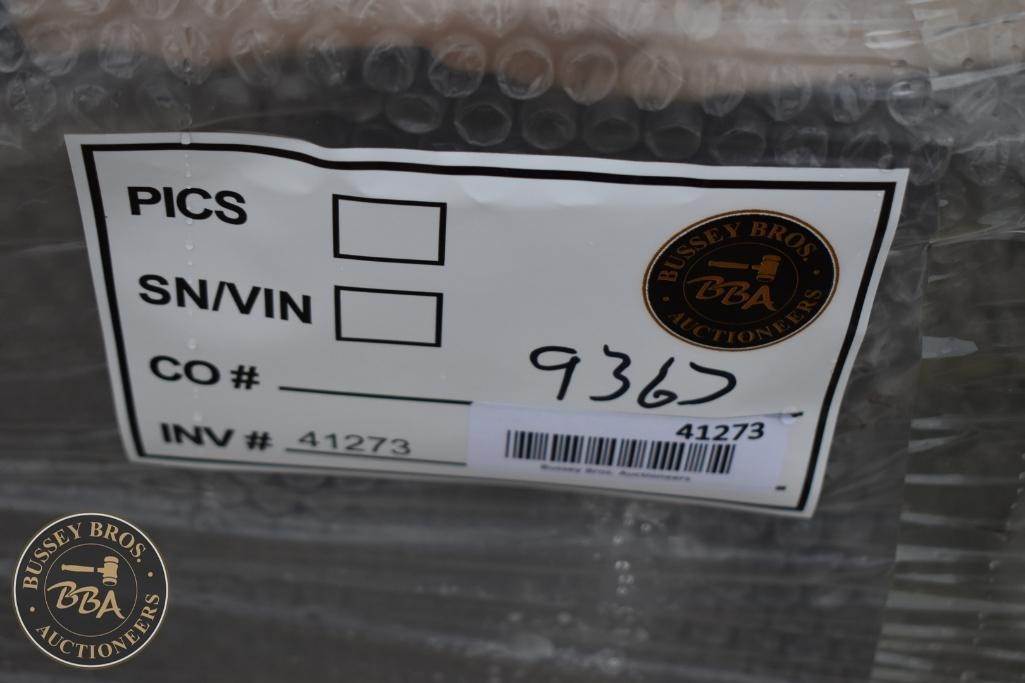 PICS
SN/VIN
CO #
INV # 41273
BUSSEY BROS.
BBA
AUCTIONEERS
9367
41273
Bussey Bros. Auctioneers
BUSSEY BROS.
BBA
AUCTIONEERS